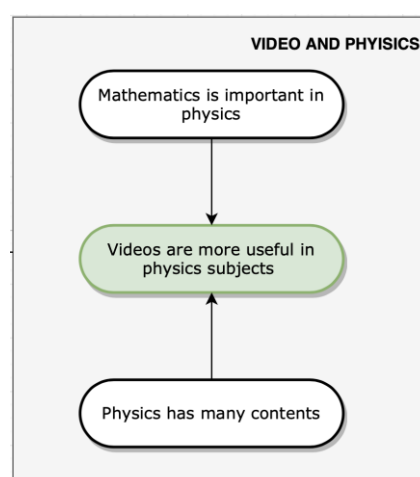 VIDEO AND PHYISICS
Mathematics is important in
physics
Videos are more useful in
physics subjects
Physics has many contents